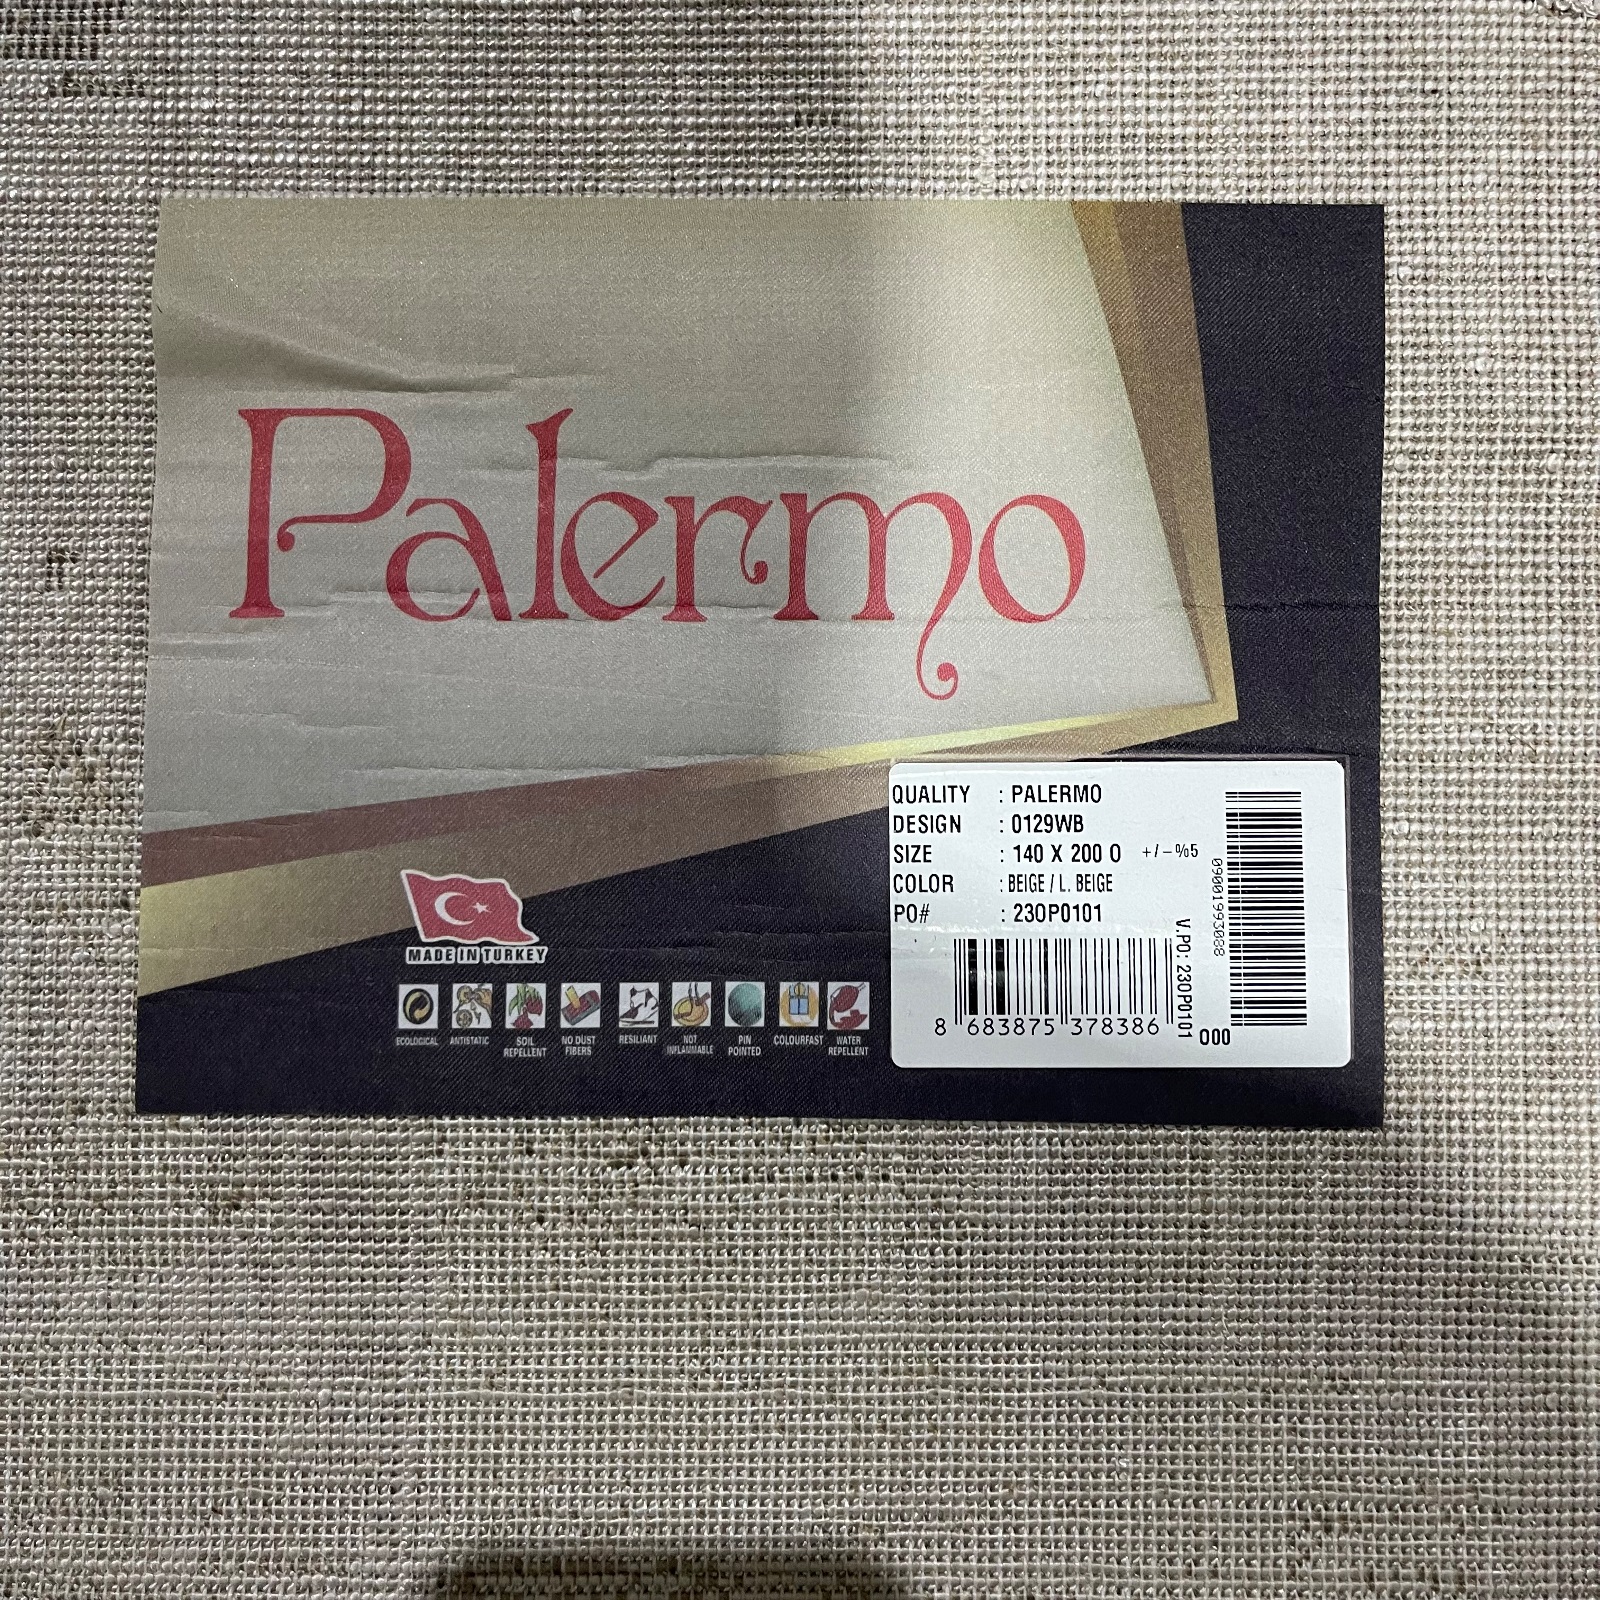 Palermo
QUALITY : PALERMO
DESIGN : 0129WB
SIZE : 140 X 200 O +/-%5
COLOR : BEIGE / L. BEIGE
PO# : 230P0101
8 683875 378386
V.PO: 230P0101
000
090019993088
MADE IN TURKEY
ECOLOGICAL
ANTISTATIC
SOIL REPELLENT
NO DUST FIBERS
RESILIANT
NOT INFLAMMABLE
PIN POINTED
COLOURFAST
WATER REPELLENT